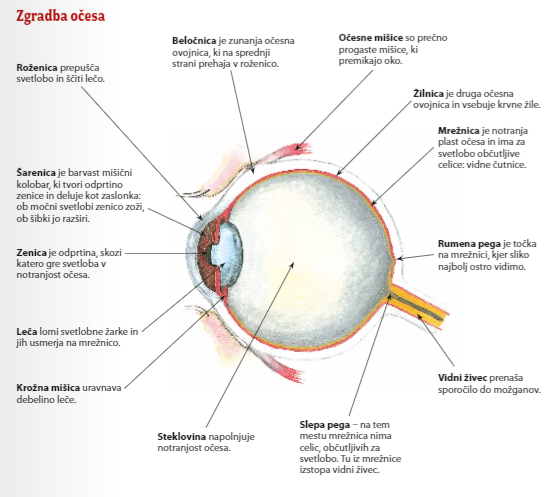 Zgradba očesa
Beločnica je zunanja očesna
ovojnica, ki na sprednji
strani prehaja v roženico.
Očesne mišice so prečno
progaste mišice, ki
premikajo oko.
Roženica prepušča
svetlobo in ščiti lečo.
Žilnica je druga očesna
ovojnica in vsebuje krvne žile.
Mrežnica je notranja
plast očesa in ima za
svetlobo občutljive
celice: vidne čutnice.
Šarenica je barvast mišični
kolobar, ki tvori odprtino
zenice in deluje kot zaslonka:
ob močni svetlobi zenico zoži,
ob šibki jo razširi.
Zenica je odprtina, skozi
katero gre svetloba v
notranjost očesa.
Rumena pega je točka
na mrežnici, kjer sliko
najbolj ostro vidimo.
Leča lomi svetlobne žarke in
jih usmerja na mrežnico.
Krožna mišica uravnava
debelino leče.
Vidni živec prenaša
sporočilo do možganov.
Steklovina napolnjuje
notranjost očesa.
Slepa pega – na tem
mestu mrežnica nima
celic, občutljivih za
svetlobo. Tu iz mrežnice
izstopa vidni živec.